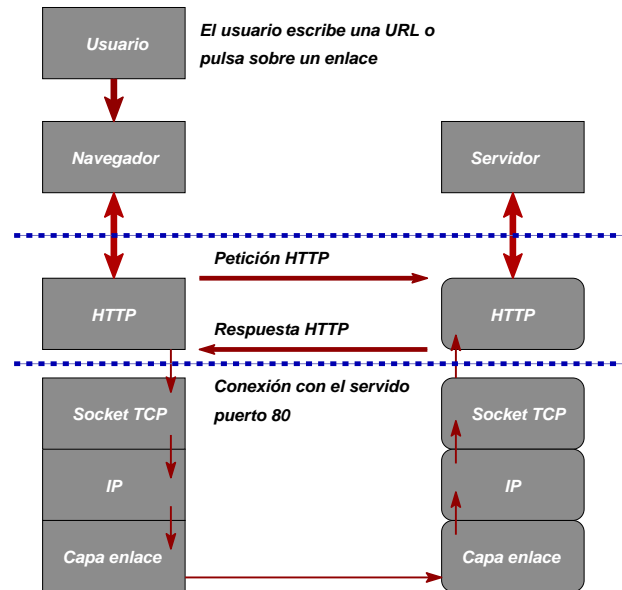 Usuario
El usuario escribe una URL o
pulsa sobre un enlace
Navegador
Servidor
Petición HTTP
HTTP
HTTP
Respuesta HTTP
Conexión con el servido
puerto 80
Socket TCP
Socket TCP
IP
IP
Capa enlace
Capa enlace